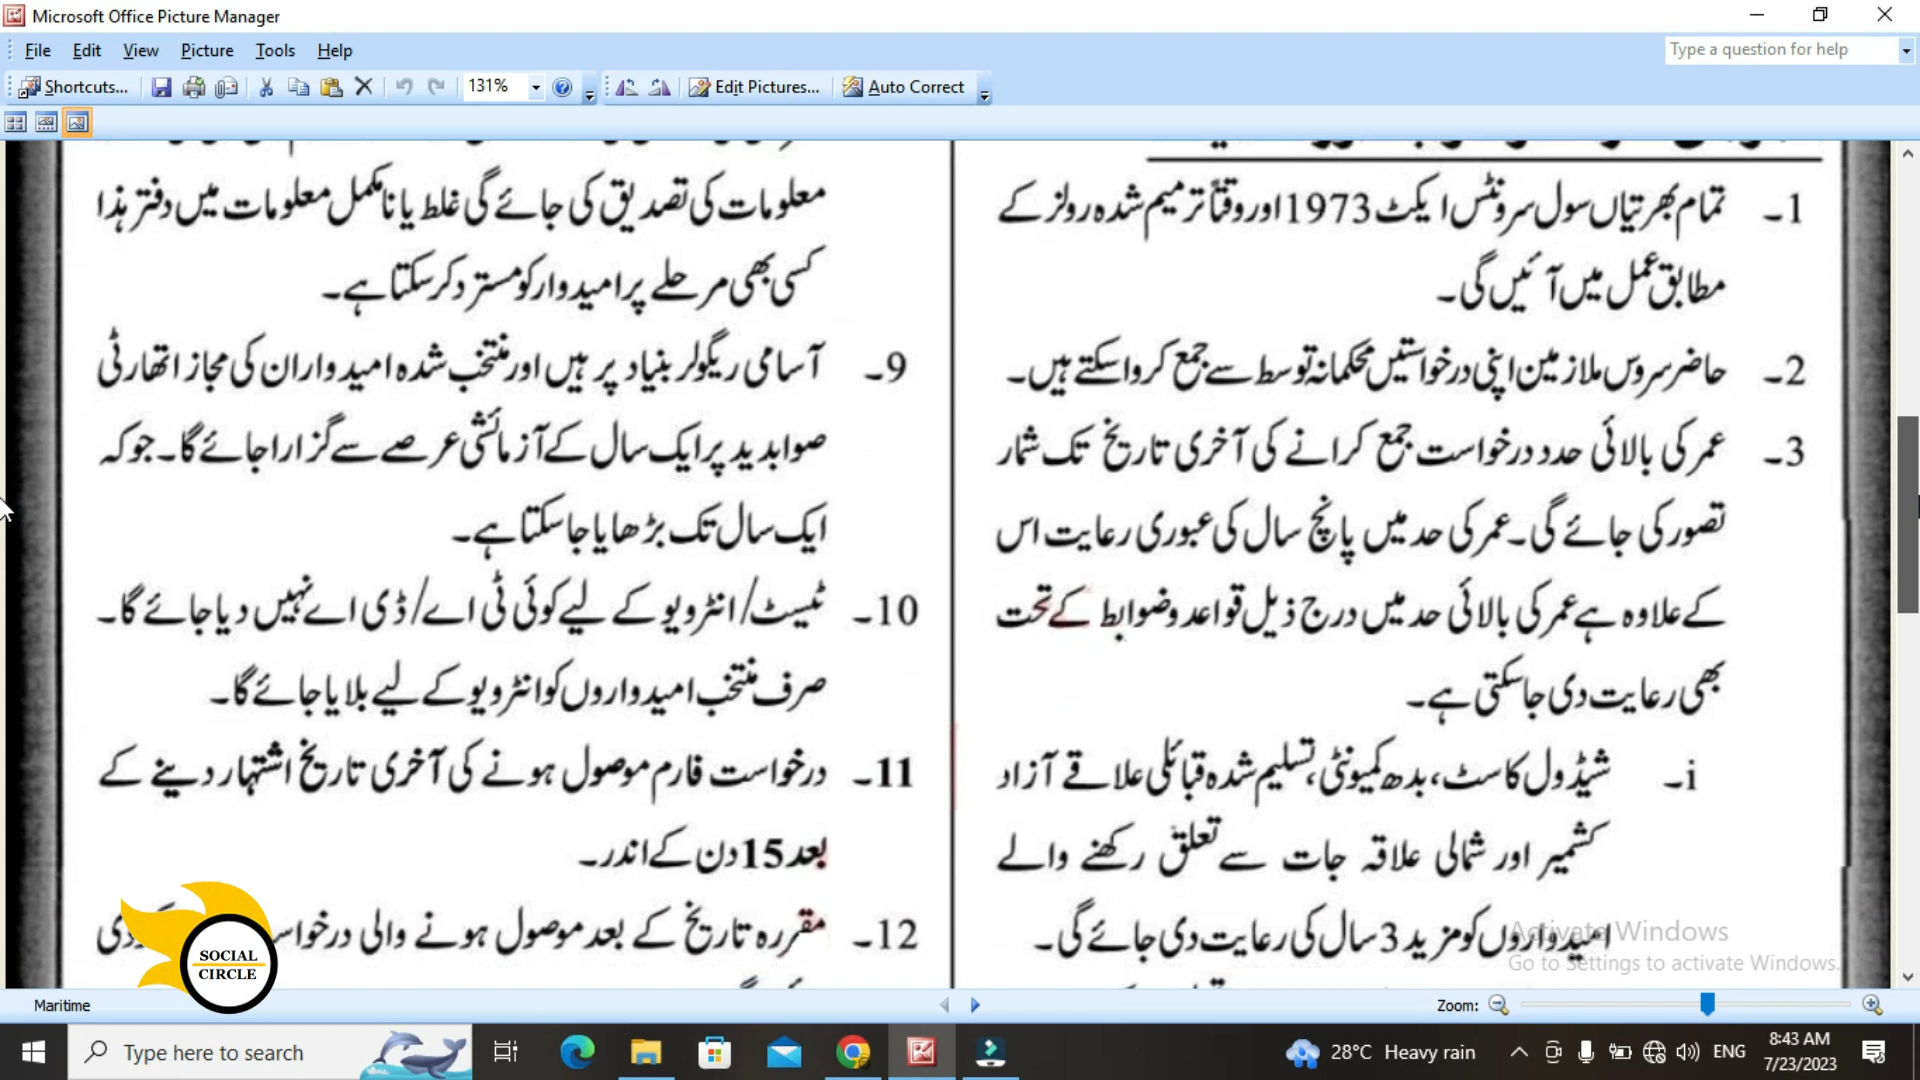 Microsoft Office Picture Manager
File Edit View Picture Tools Help
Type a question for help
Shortcuts... 131% Edit Pictures... Auto Correct
1۔ تمام بھرتیاں سول سرونٹس ایکٹ 1973 اور وقتاً ترمیم شدہ رولز کے
مطابق عمل میں آئیں گی۔
2۔ حاضر سروس ملازمین اپنی درخواستیں محکمانہ توسط سے جمع کروا سکتے ہیں۔
3۔ عمر کی بالائی حدد درخواست جمع کرانے کی آخری تاریخ تک شمار
تصور کی جائے گی۔ عمر کی حد میں پانچ سال کی عبوری رعایت اس
کے علاوہ ہے عمر کی بالائی حد میں درج ذیل قواعد وضوابط کے تحت
بھی رعایت دی جا سکتی ہے۔
i۔ شیڈول کاسٹ، بدھ کمیونٹی، تسلیم شدہ قبائلی علاقے آزاد
کشمیر اور شمالی علاقہ جات سے تعلق رکھنے والے
امیدواروں کو مزید 3 سال کی رعایت دی جائے گی۔
معلومات کی تصدیق کی جائے گی غلط یا نامکمل معلومات میں دفتر ہذا
کسی بھی مرحلے پر امیدوار کو مسترد کر سکتا ہے۔
9۔ آسامی ریگولر بنیاد پر ہیں اور منتخب شدہ امیدواران کی مجاز اتھارٹی
صوابدید پر ایک سال کے آزمائشی عرصے سے گزارا جائے گا۔ جو کہ
ایک سال تک بڑھایا جا سکتا ہے۔
10۔ ٹیسٹ/انٹرویو کے لیے کوئی ٹی اے/ڈی اے نہیں دیا جائے گا۔
صرف منتخب امیدواروں کو انٹرویو کے لیے بلایا جائے گا۔
11۔ درخواست فارم موصول ہونے کی آخری تاریخ اشتہار دینے کے
بعد 15 دن کے اندر۔
12۔ مقررہ تاریخ کے بعد موصول ہونے والی
SOCIAL
CIRCLE
Activate Windows
Go to Settings to activate Windows.
Maritime
Zoom:
Type here to search
28°C Heavy rain
ENG
8:43 AM
7/23/2023